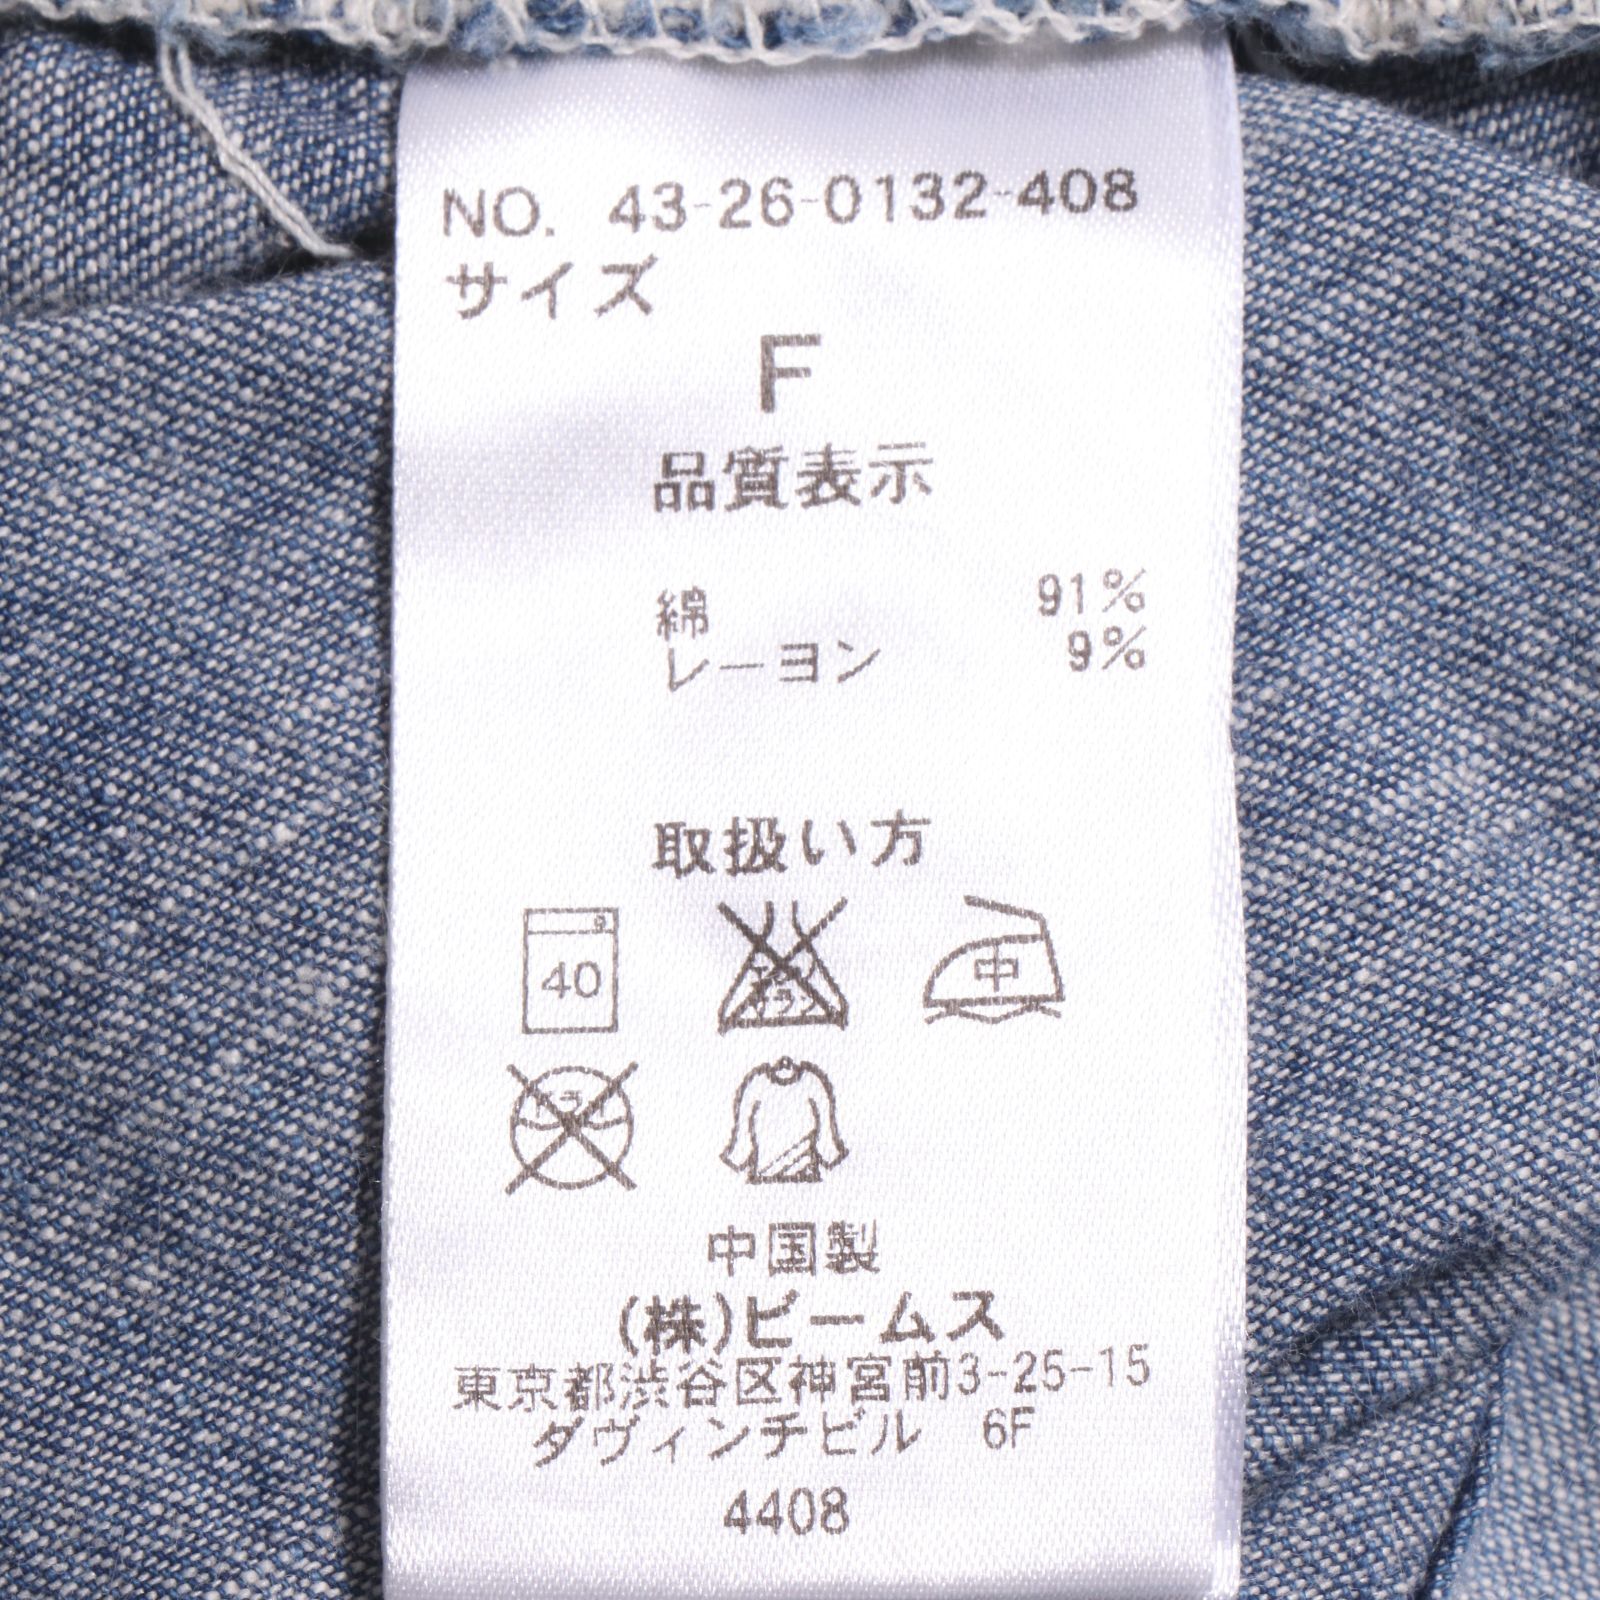 NO. 43-26-0132-408
サイズ
F
品質表示
綿 91%
レーヨン 9%
取扱い方
40 中
中国製
(株)ビームス
東京都渋谷区神宮前3-25-15
ダヴィンチビル 6F
4408